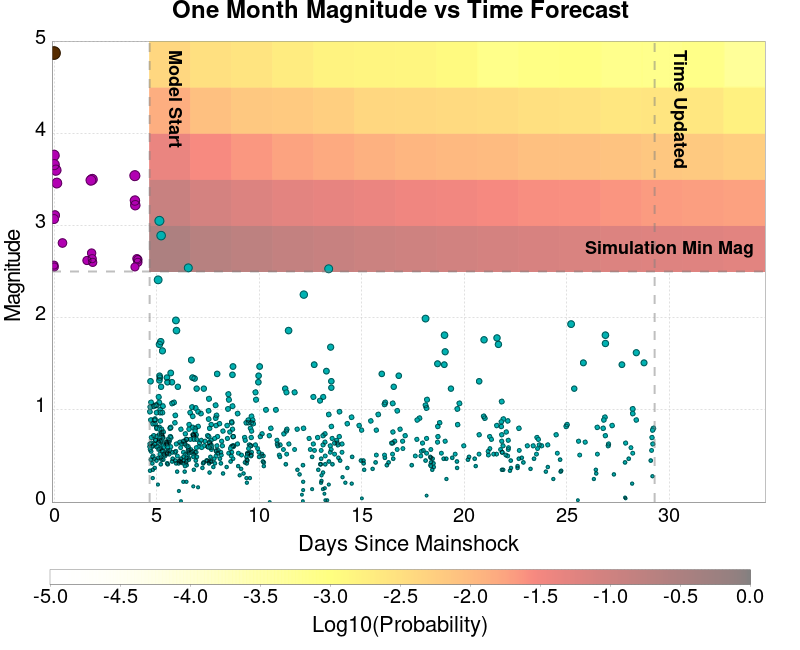 One Month Magnitude vs Time Forecast
5
4
3
2
1
0
Magnitude
Model Start
Time Updated
Simulation Min Mag
0 5 10 15 20 25 30
Days Since Mainshock
-5.0 -4.5 -4.0 -3.5 -3.0 -2.5 -2.0 -1.5 -1.0 -0.5 0.0
Log10(Probability)